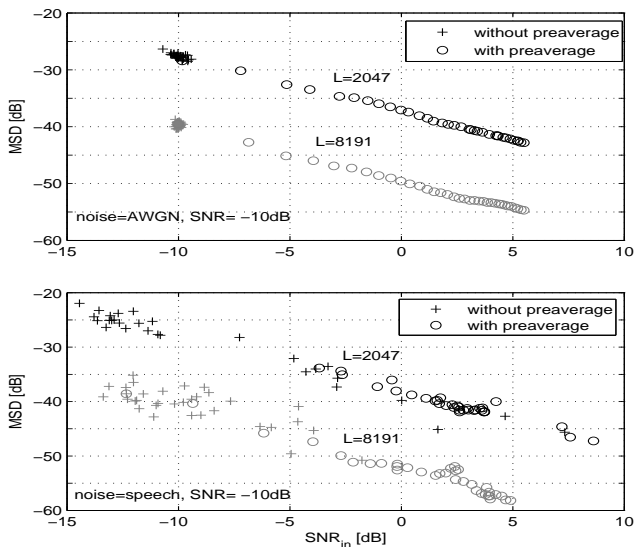 −20
without preaverage
with preaverage
−30
L=2047
MSD [dB]
−40
L=8191
−50
noise=AWGN, SNR= −10dB
−60
−15 −10 −5 0 5 10
−20
without preaverage
with preaverage
−30
L=2047
MSD [dB]
−40
L=8191
−50
noise=speech, SNR= −10dB
−60
−15 −10 −5 0 5 10
SNR_in [dB]